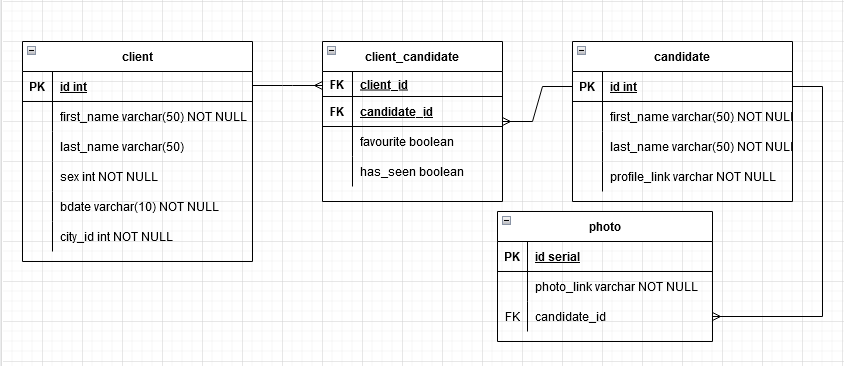 client
PK id int
first_name varchar(50) NOT NULL
last_name varchar(50)
sex int NOT NULL
bdate varchar(10) NOT NULL
city_id int NOT NULL
client_candidate
FK client_id
FK candidate_id
favourite boolean
has_seen boolean
candidate
PK id int
first_name varchar(50) NOT NUL
last_name varchar(50) NOT NUL
profile_link varchar NOT NULL
photo
PK id serial
photo_link varchar NOT NULL
FK candidate_id